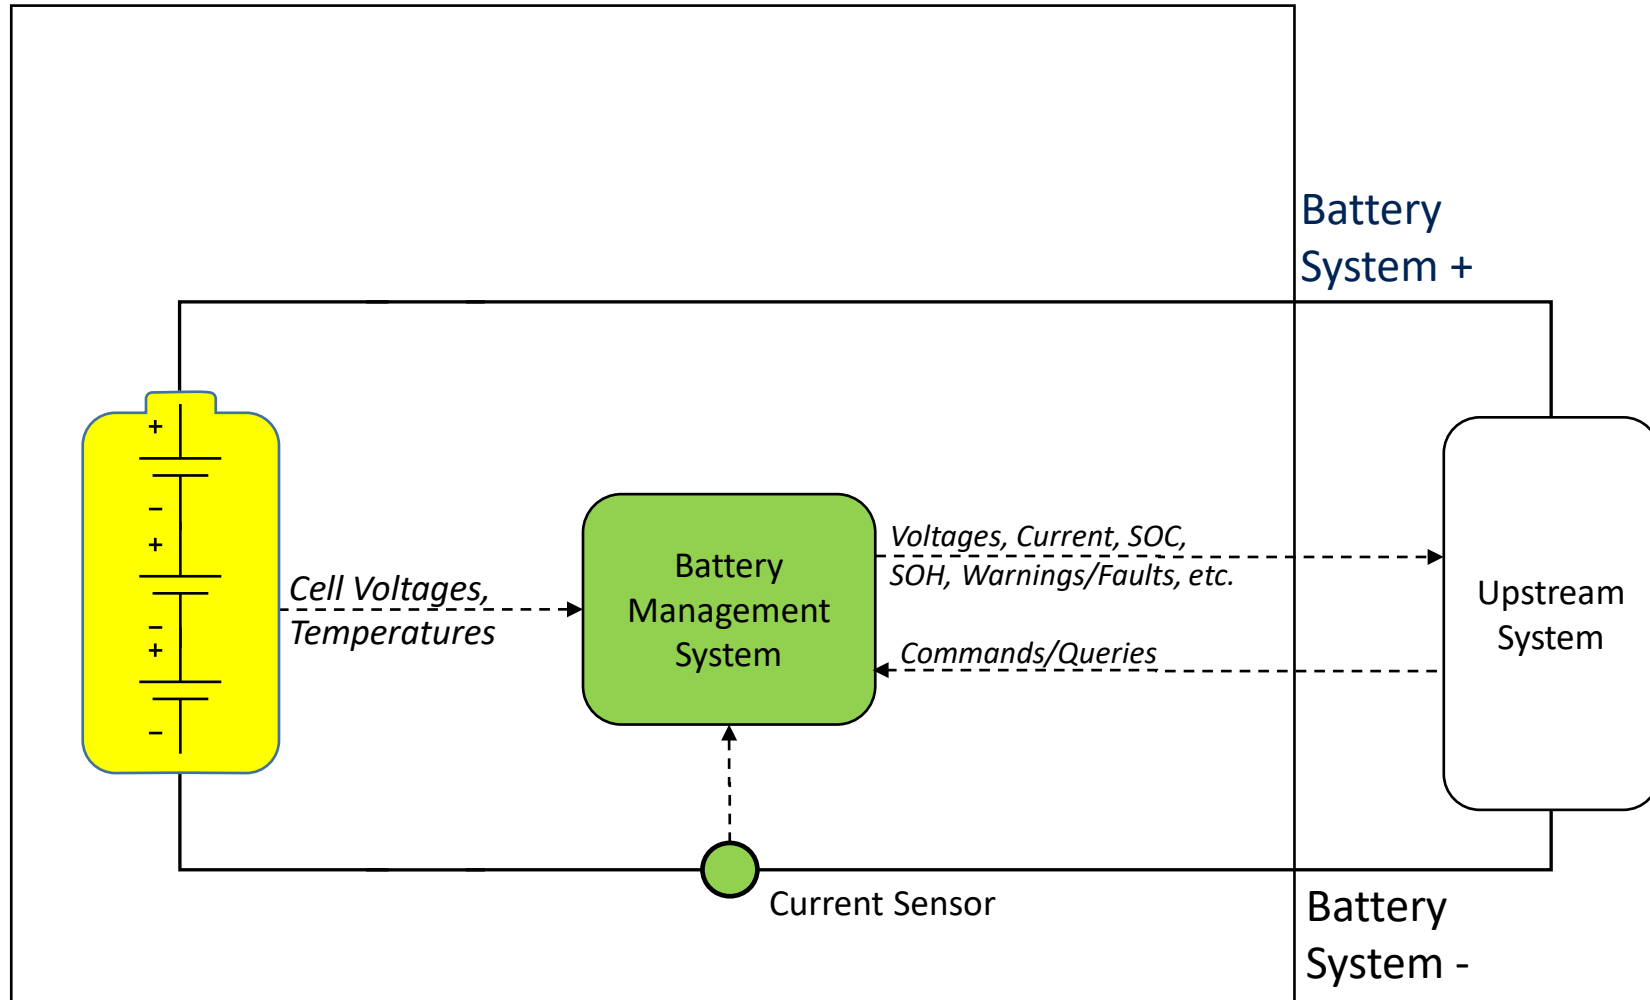 Battery
System +
+
−
+
−
+
−
Cell Voltages,
Temperatures
Battery
Management
System
Voltages, Current, SOC,
SOH, Warnings/Faults, etc.
Commands/Queries
Upstream
System
Current Sensor
Battery
System -